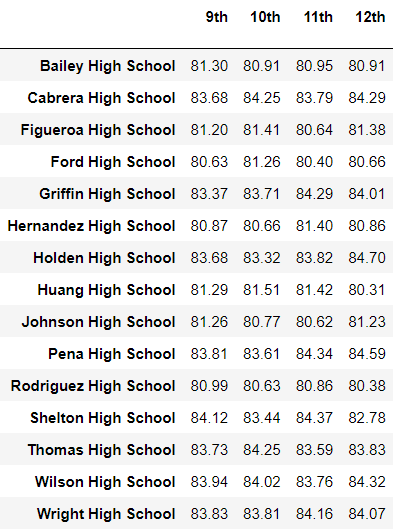 9th 10th 11th 12th
Bailey High School 81.30 80.91 80.95 80.91
Cabrera High School 83.68 84.25 83.79 84.29
Figueroa High School 81.20 81.41 80.64 81.38
Ford High School 80.63 81.26 80.40 80.66
Griffin High School 83.37 83.71 84.29 84.01
Hernandez High School 80.87 80.66 81.40 80.86
Holden High School 83.68 83.32 83.82 84.70
Huang High School 81.29 81.51 81.42 80.31
Johnson High School 81.26 80.77 80.62 81.23
Pena High School 83.81 83.61 84.34 84.59
Rodriguez High School 80.99 80.63 80.86 80.38
Shelton High School 84.12 83.44 84.37 82.78
Thomas High School 83.73 84.25 83.59 83.83
Wilson High School 83.94 84.02 83.76 84.32
Wright High School 83.83 83.81 84.16 84.07